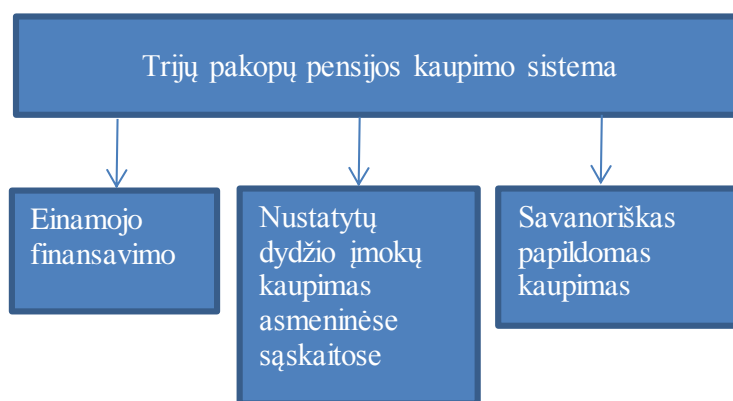 Trijų pakopų pensijos kaupimo sistema
Einamojo
finansavimo
Nustatytų
dydžio įmokų
kaupimas
asmeninėse
sąskaitose
Savanoriškas
papildomas
kaupimas